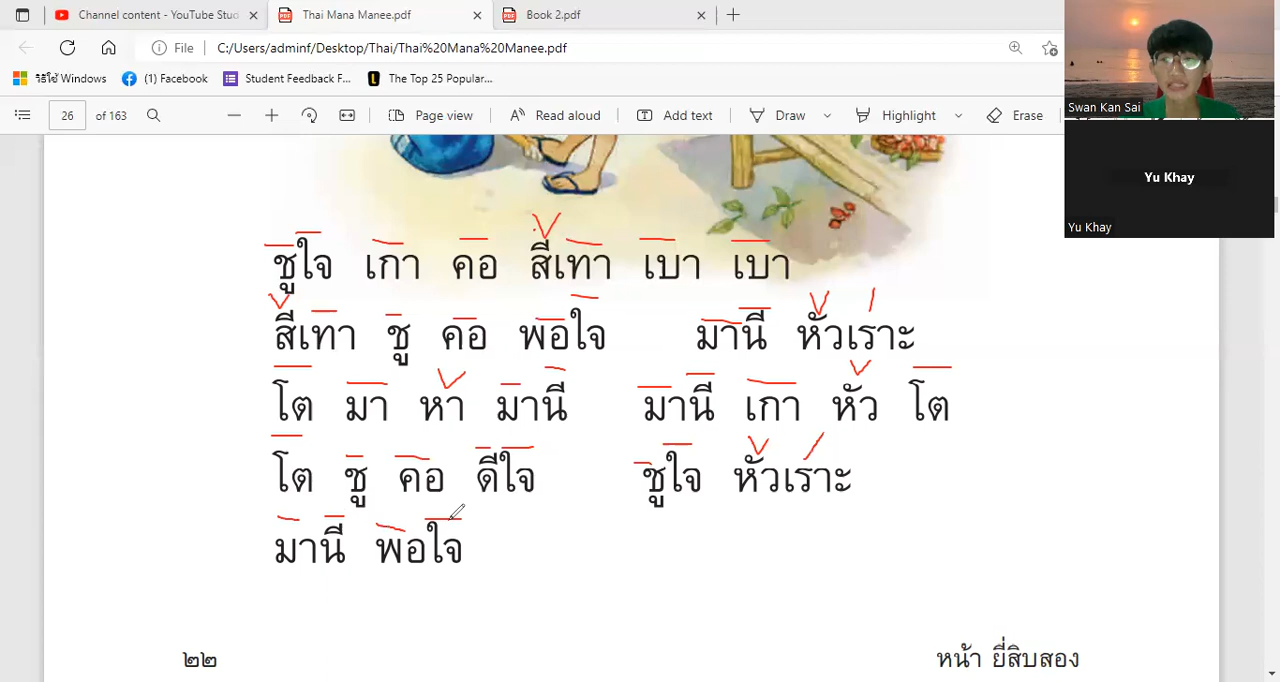 Channel content - YouTube Stud
Thai Mana Manee.pdf
Book 2.pdf
File
C:/Users/adminf/Desktop/Thai/Thai%20Mana%20Manee.pdf
วิธีใช้ Windows
(1) Facebook
Student Feedback F...
The Top 25 Popular...
26 of 163
Page view
Read aloud
Add text
Draw
Highlight
Erase
Swan Kan Sai
Yu Khay
Yu Khay
ชูใจ เกา คอ สีเทา เบา เบา
สีเทา ชู คอ พอใจ มานี หัวเราะ
โต มา หา มานี มานี เกา หัว โต
โต ชู คอ ดีใจ ชูใจ หัวเราะ
มานี พอใจ
๒๒ หน้า ยี่สิบสอง